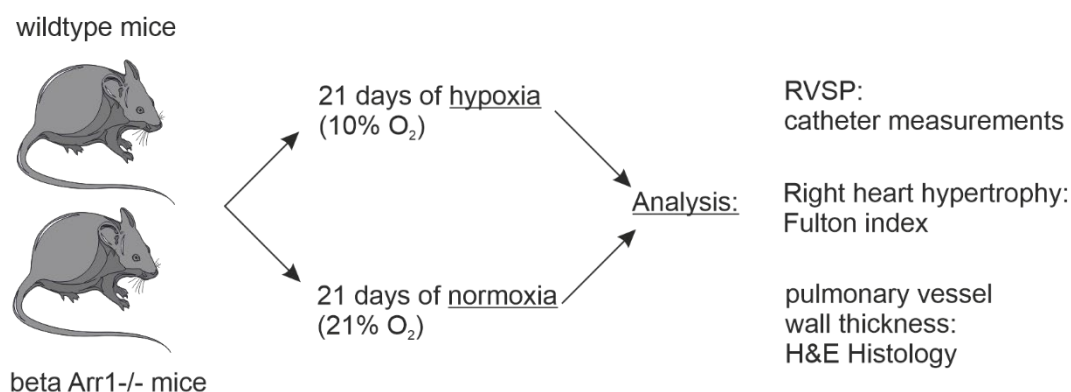 wildtype mice
beta Arr1-/- mice
21 days of hypoxia
(10% O₂)
21 days of normoxia
(21% O₂)
Analysis:
RVSP:
catheter measurements
Right heart hypertrophy:
Fulton index
pulmonary vessel
wall thickness:
H&E Histology